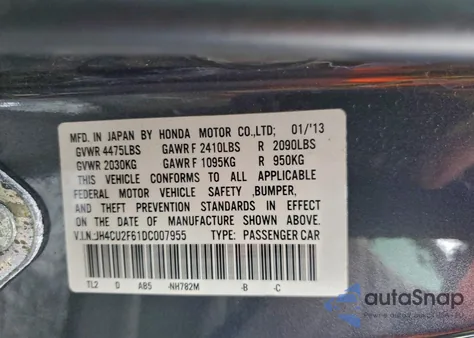 MFD. IN JAPAN BY HONDA MOTOR CO.,LTD; 01/'13
GVWR 4475LBS GAWR F 2410LBS R 2090LBS
GVWR 2030KG GAWR F 1095KG R 950KG
THIS VEHICLE CONFORMS TO ALL APPLICABLE
FEDERAL MOTOR VEHICLE SAFETY ,BUMPER,
AND THEFT PREVENTION STANDARDS IN EFFECT
ON THE DATE OF MANUFACTURE SHOWN ABOVE.
V.I.N:JH4CU2F61DC007955 TYPE: PASSENGER CAR
TL2 D AB5 -NH782M -B -C
autoSnap